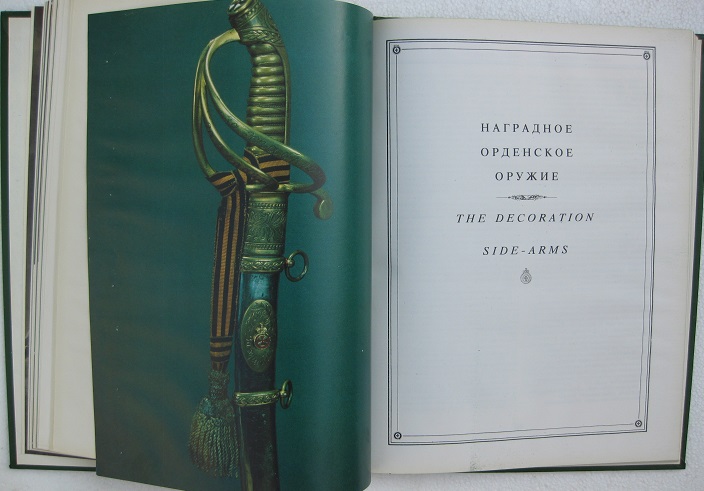 НАГРАДНОЕ
ОРДЕНСКОЕ
ОРУЖИЕ
THE DECORATION
SIDE-ARMS